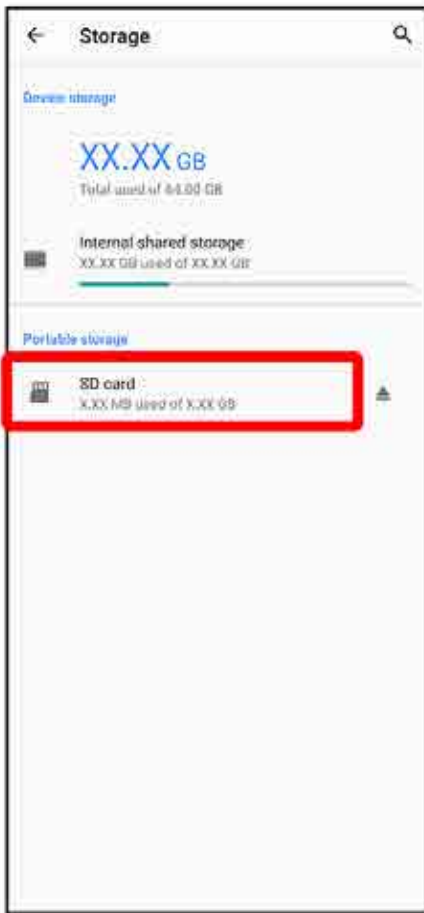 Storage
Device storage
XX.XX GB
Total used of 64.00 GB
Internal shared storage
XX.XX GB used of XX.XX GB
Portable storage
SD card
X.XX MB used of X.XX GB